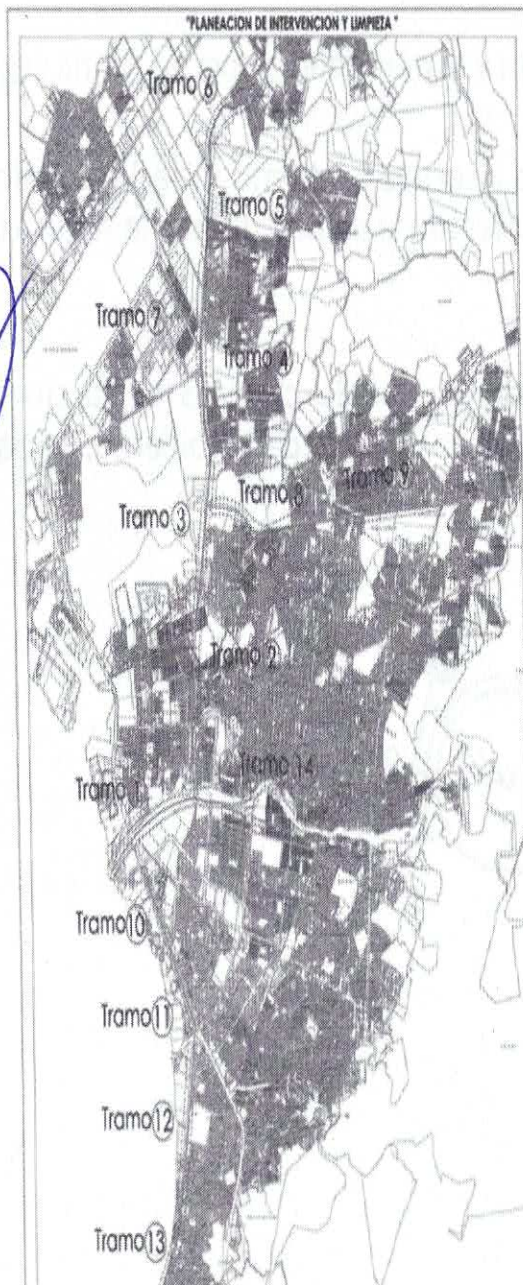 "PLANEACION DE INTERVENCION Y LIMPIEZA"
Tramo 6
Tramo 5
Tramo 7
Tramo 4
Tramo 8
Tramo 9
Tramo 3
Tramo 2
Tramo 14
Tramo 1
Tramo 10
Tramo 11
Tramo 12
Tramo 13